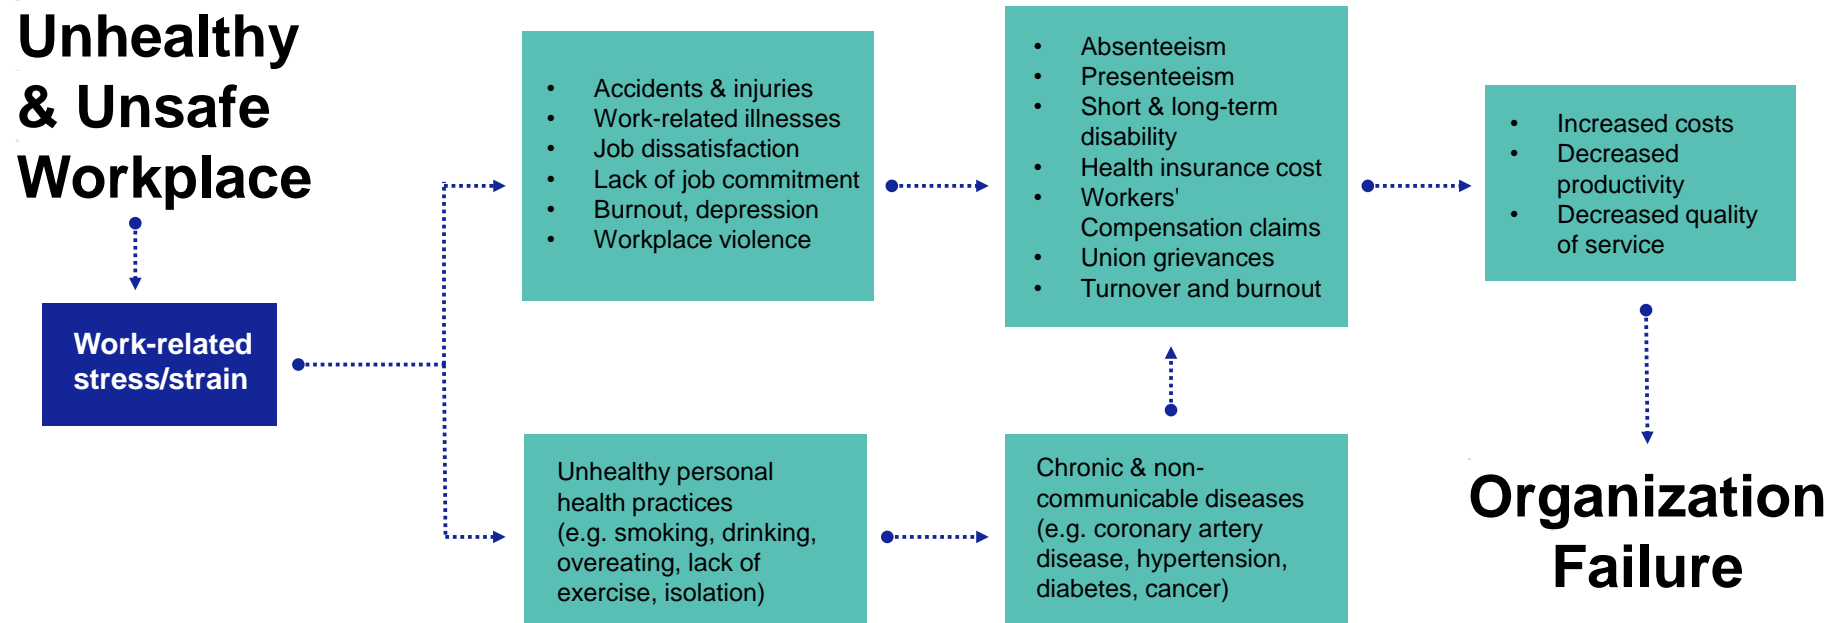 Unhealthy
& Unsafe
Workplace
Work-related
stress/strain
• Accidents & injuries
• Work-related illnesses
• Job dissatisfaction
• Lack of job commitment
• Burnout, depression
• Workplace violence
Unhealthy personal
health practices
(e.g. smoking, drinking,
overeating, lack of
exercise, isolation)
• Absenteeism
• Presenteeism
• Short & long-term
disability
• Health insurance cost
• Workers'
Compensation claims
• Union grievances
• Turnover and burnout
Chronic & non-
communicable diseases
(e.g. coronary artery
disease, hypertension,
diabetes, cancer)
• Increased costs
• Decreased
productivity
• Decreased quality
of service
Organization
Failure